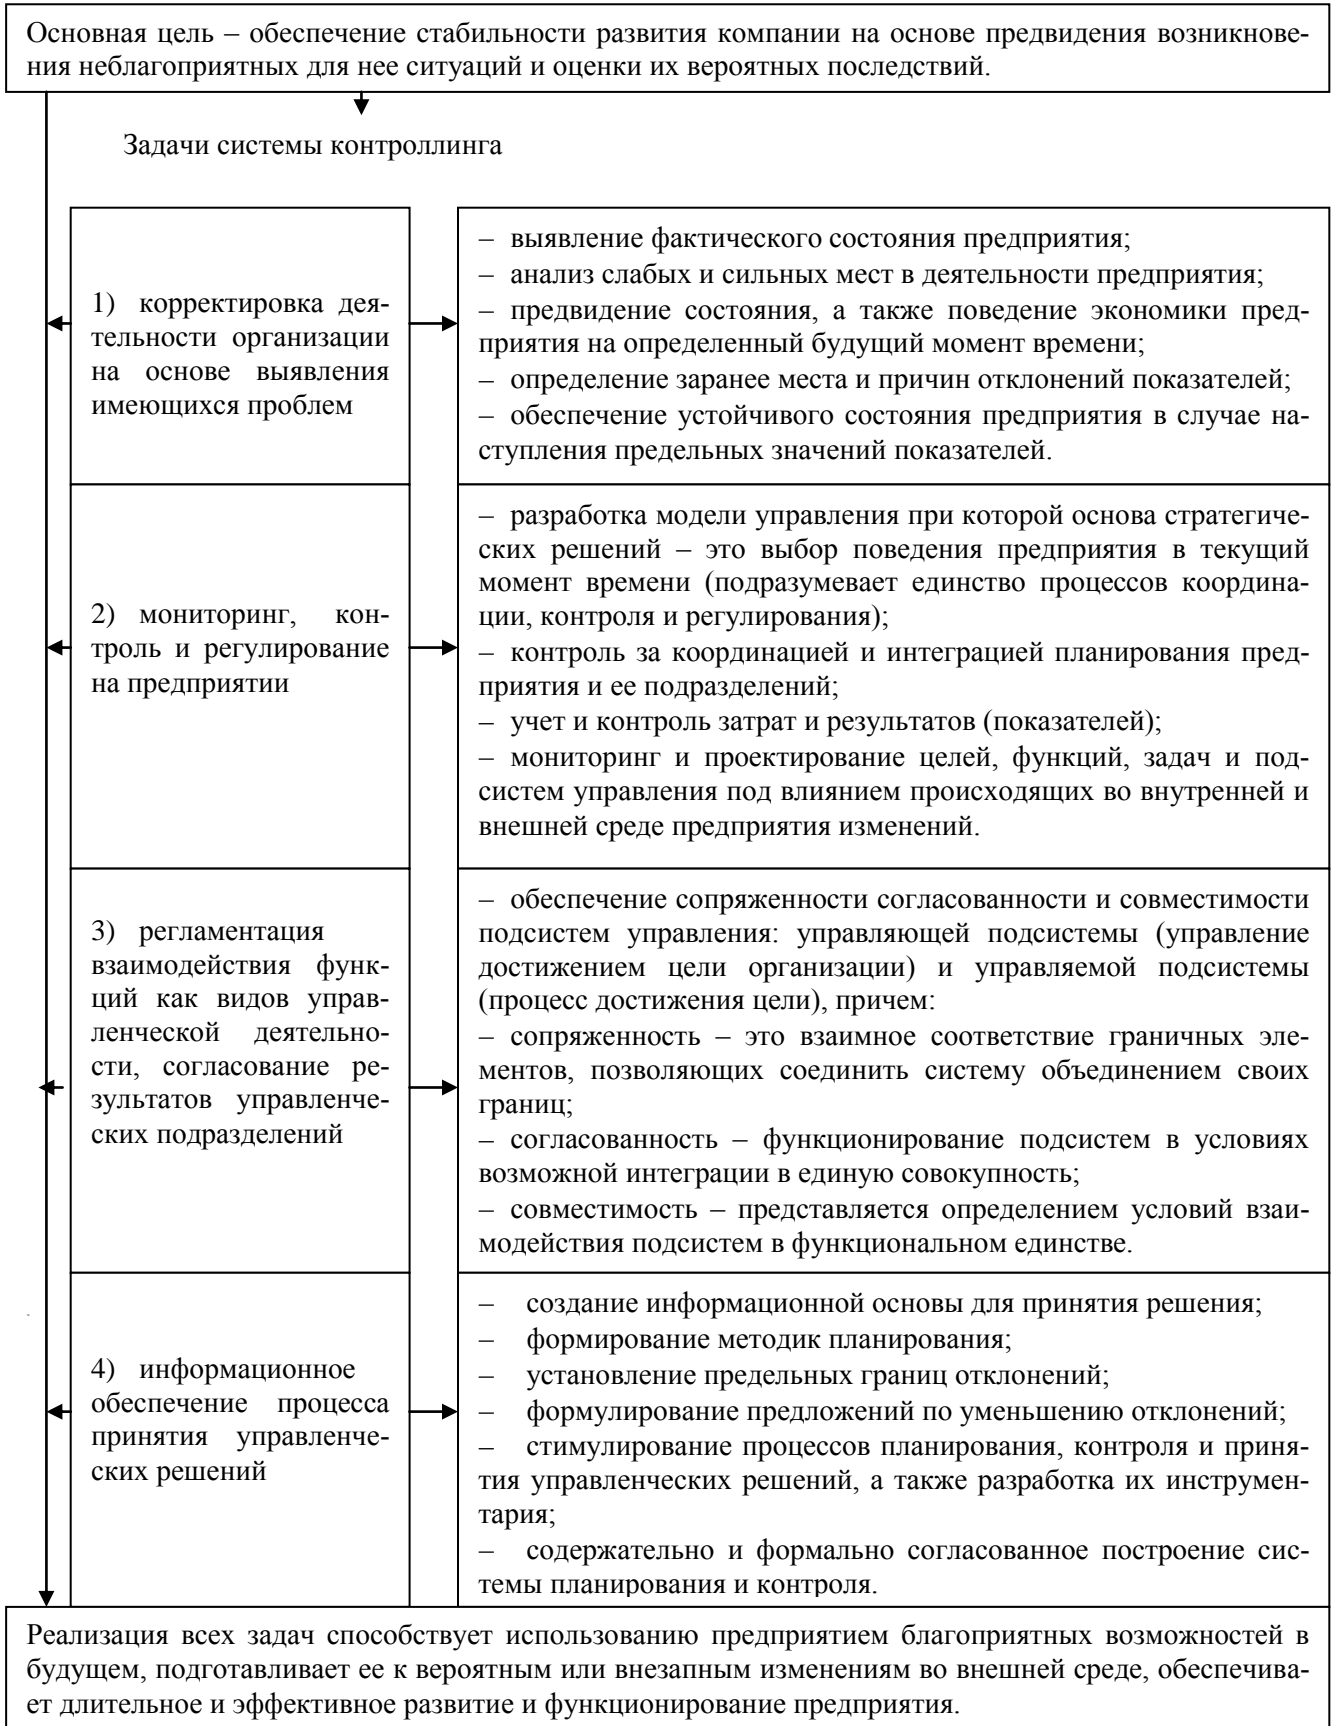 Основная цель – обеспечение стабильности развития компании на основе предвидения возникнове-
ния неблагоприятных для нее ситуаций и оценки их вероятных последствий.
Задачи системы контроллинга
1) корректировка дея-
тельности организации
на основе выявления
имеющихся проблем
– выявление фактического состояния предприятия;
– анализ слабых и сильных мест в деятельности предприятия;
– предвидение состояния, а также поведение экономики пред-
приятия на определенный будущий момент времени;
– определение заранее места и причин отклонений показателей;
– обеспечение устойчивого состояния предприятия в случае на-
ступления предельных значений показателей.
2) мониторинг, кон-
троль и регулирование
на предприятии
– разработка модели управления при которой основа стратегиче-
ских решений – это выбор поведения предприятия в текущий
момент времени (подразумевает единство процессов координа-
ции, контроля и регулирования);
– контроль за координацией и интеграцией планирования пред-
приятия и ее подразделений;
– учет и контроль затрат и результатов (показателей);
– мониторинг и проектирование целей, функций, задач и под-
систем управления под влиянием происходящих во внутренней и
внешней среде предприятия изменений.
3) регламентация
взаимодействия функ-
ций как видов управ-
ленческой деятельно-
сти, согласование ре-
зультатов управленче-
ских подразделений
– обеспечение сопряженности согласованности и совместимости
подсистем управления: управляющей подсистемы (управление
достижением цели организации) и управляемой подсистемы
(процесс достижения цели), причем:
– сопряженность – это взаимное соответствие граничных эле-
ментов, позволяющих соединить систему объединением своих
границ;
– согласованность – функционирование подсистем в условиях
возможной интеграции в единую совокупность;
– совместимость – представляется определением условий взаи-
модействия подсистем в функциональном единстве.
4) информационное
обеспечение процесса
принятия управленче-
ских решений
– создание информационной основы для принятия решения;
– формирование методик планирования;
– установление предельных границ отклонений;
– формулирование предложений по уменьшению отклонений;
– стимулирование процессов планирования, контроля и приня-
тия управленческих решений, а также разработка их инструмен-
тария;
– содержательно и формально согласованное построение сис-
темы планирования и контроля.
Реализация всех задач способствует использованию предприятием благоприятных возможностей в
будущем, подготавливает ее к вероятным или внезапным изменениям во внешней среде, обеспечива-
ет длительное и эффективное развитие и функционирование предприятия.